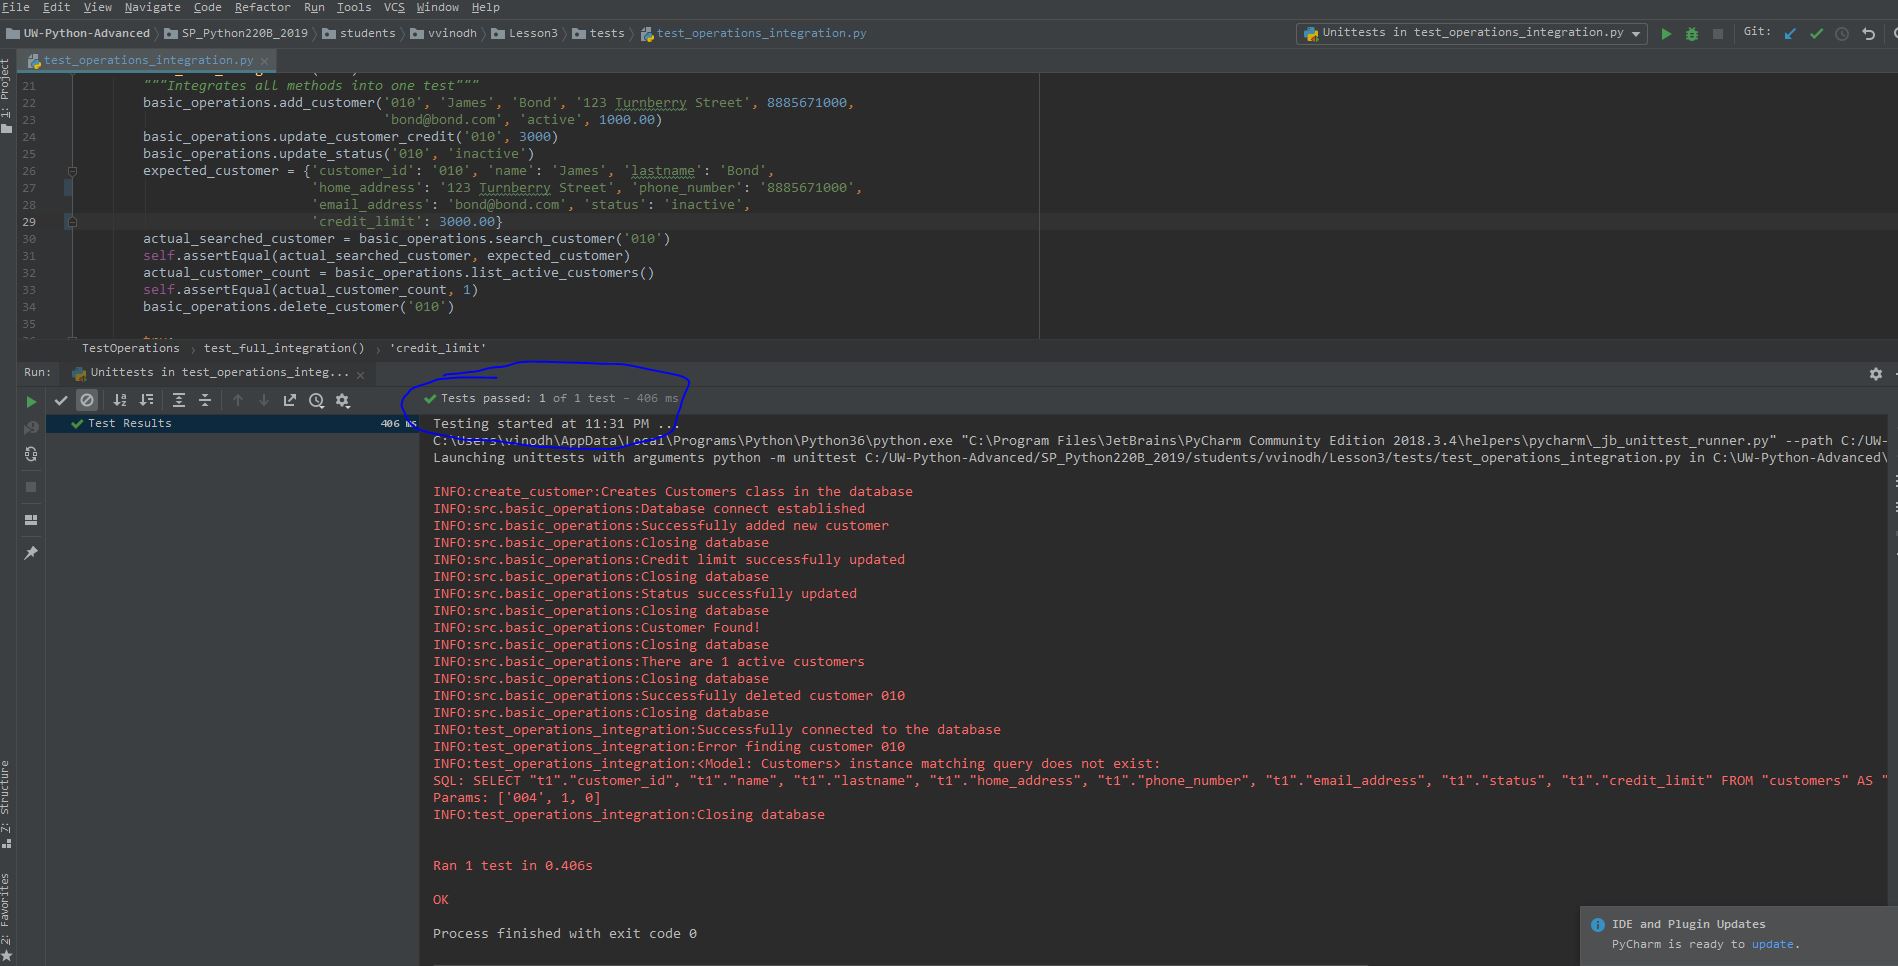 File Edit View Navigate Code Refactor Run Tools VCS Window Help
UW-Python-Advanced SP_Python220B_2019 students vvinodh Lesson3 tests test_operations_integration.py Unittests in test_operations_integration.py Git:
test_operations_integration.py
1: Project
21 """Integrates all methods into one test"""
22 basic_operations.add_customer('010', 'James', 'Bond', '123 Turnberry Street', 8885671000,
23 'bond@bond.com', 'active', 1000.00)
24 basic_operations.update_customer_credit('010', 3000)
25 basic_operations.update_status('010', 'inactive')
26 expected_customer = {'customer_id': '010', 'name': 'James', 'lastname': 'Bond',
27 'home_address': '123 Turnberry Street', 'phone_number': '8885671000',
28 'email_address': 'bond@bond.com', 'status': 'inactive',
29 'credit_limit': 3000.00}
30 actual_searched_customer = basic_operations.search_customer('010')
31 self.assertEqual(actual_searched_customer, expected_customer)
32 actual_customer_count = basic_operations.list_active_customers()
33 self.assertEqual(actual_customer_count, 1)
34 basic_operations.delete_customer('010')
35
TestOperations test_full_integration() 'credit_limit'
Run: Unittests in test_operations_integ...
Tests passed: 1 of 1 test – 406 ms
Test Results 406 ms
Testing started at 11:31 PM ...
C:\Users\vinodh\AppData\Local\Programs\Python\Python36\python.exe "C:\Program Files\JetBrains\PyCharm Community Edition 2018.3.4\helpers\pycharm\_jb_unittest_runner.py" --path C:/UW-
Launching unittests with arguments python -m unittest C:/UW-Python-Advanced/SP_Python220B_2019/students/vvinodh/Lesson3/tests/test_operations_integration.py in C:\UW-Python-Advanced\
INFO:create_customer:Creates Customers class in the database
INFO:src.basic_operations:Database connect established
INFO:src.basic_operations:Successfully added new customer
INFO:src.basic_operations:Closing database
INFO:src.basic_operations:Credit limit successfully updated
INFO:src.basic_operations:Closing database
INFO:src.basic_operations:Status successfully updated
INFO:src.basic_operations:Closing database
INFO:src.basic_operations:Customer Found!
INFO:src.basic_operations:Closing database
INFO:src.basic_operations:There are 1 active customers
INFO:src.basic_operations:Closing database
INFO:src.basic_operations:Successfully deleted customer 010
INFO:src.basic_operations:Closing database
INFO:test_operations_integration:Successfully connected to the database
INFO:test_operations_integration:Error finding customer 010
INFO:test_operations_integration:<Model: Customers> instance matching query does not exist:
SQL: SELECT "t1"."customer_id", "t1"."name", "t1"."lastname", "t1"."home_address", "t1"."phone_number", "t1"."email_address", "t1"."status", "t1"."credit_limit" FROM "customers" AS "
Params: ['004', 1, 0]
INFO:test_operations_integration:Closing database
Ran 1 test in 0.406s
OK
Process finished with exit code 0
Z: Structure
2: Favorites
IDE and Plugin Updates
PyCharm is ready to update.